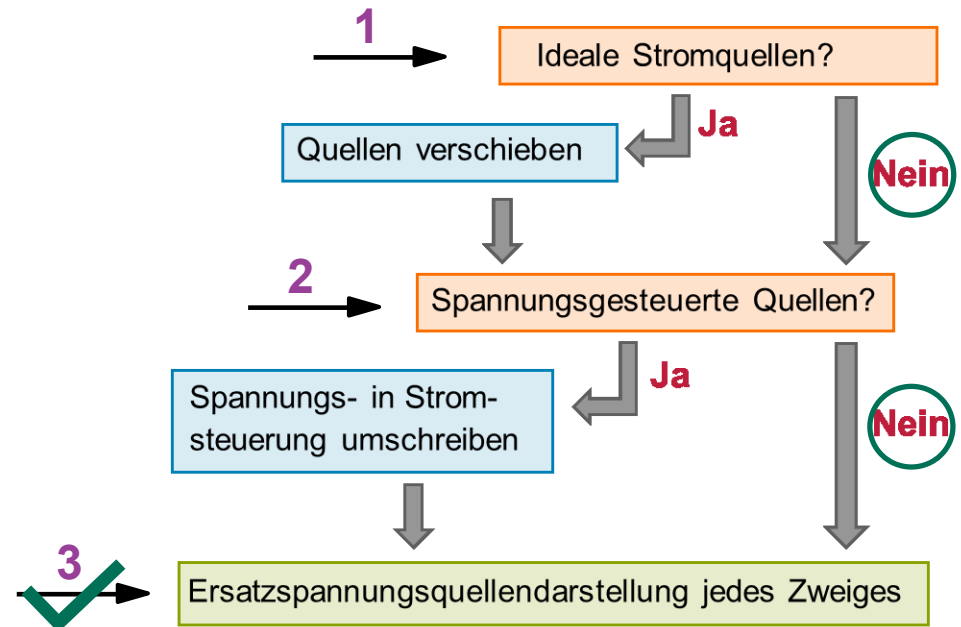 1
Ideale Stromquellen?
Ja
Quellen verschieben
Nein
2
Spannungsgesteuerte Quellen?
Ja
Spannungs- in Strom-
steuerung umschreiben
Nein
3
Ersatzspannungsquellendarstellung jedes Zweiges